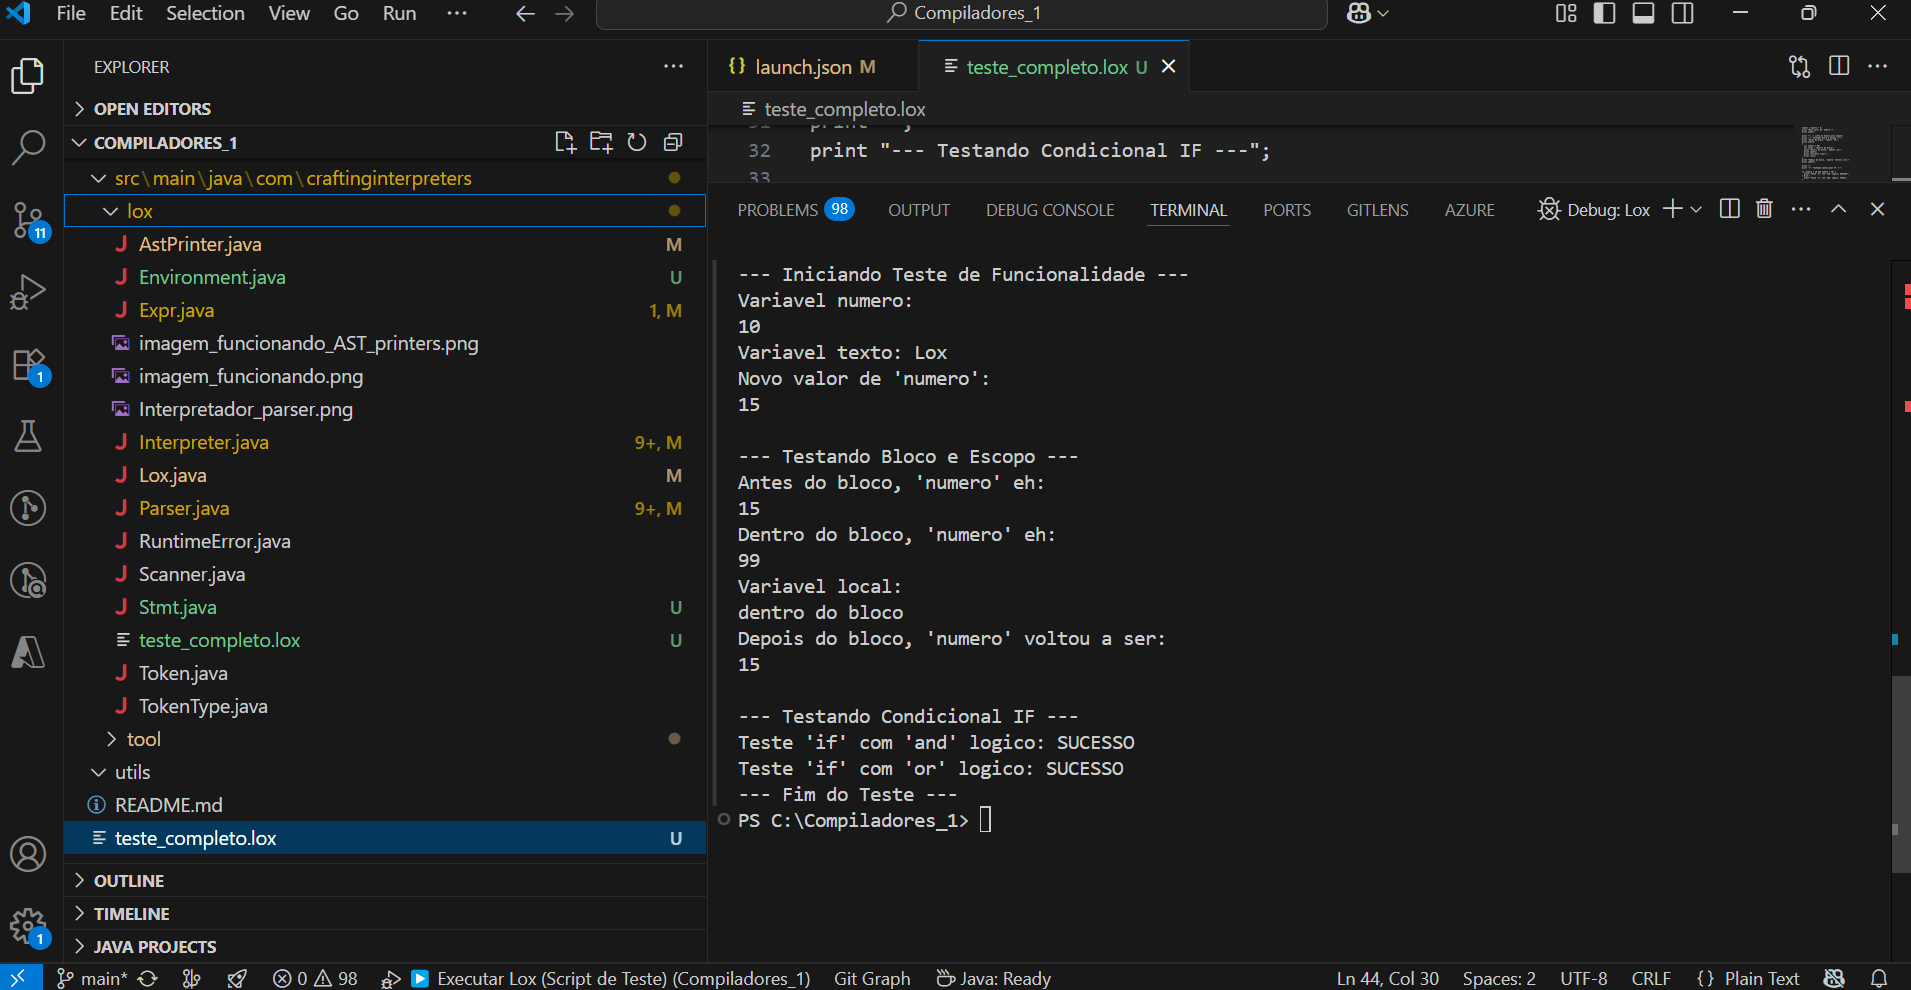 File Edit Selection View Go Run ··· Compiladores_1
EXPLORER ···
OPEN EDITORS
COMPILADORES_1
src\main\java\com\craftinginterpreters
lox
AstPrinter.java M
Environment.java U
Expr.java 1, M
imagem_funcionando_AST_printers.png
imagem_funcionando.png
Interpretador_parser.png
Interpreter.java 9+, M
Lox.java M
Parser.java 9+, M
RuntimeError.java
Scanner.java
Stmt.java U
teste_completo.lox U
Token.java
TokenType.java
tool
utils
README.md
teste_completo.lox U
OUTLINE
TIMELINE
JAVA PROJECTS
11
1
1
{} launch.json M teste_completo.lox U
teste_completo.lox
32 print "--- Testando Condicional IF ---";
33
PROBLEMS 98 OUTPUT DEBUG CONSOLE TERMINAL PORTS GITLENS AZURE Debug: Lox
--- Iniciando Teste de Funcionalidade ---
Variavel numero:
10
Variavel texto: Lox
Novo valor de 'numero':
15
--- Testando Bloco e Escopo ---
Antes do bloco, 'numero' eh:
15
Dentro do bloco, 'numero' eh:
99
Variavel local:
dentro do bloco
Depois do bloco, 'numero' voltou a ser:
15
--- Testando Condicional IF ---
Teste 'if' com 'and' logico: SUCESSO
Teste 'if' com 'or' logico: SUCESSO
--- Fim do Teste ---
PS C:\Compiladores_1>
main* 0 98 Executar Lox (Script de Teste) (Compiladores_1) Git Graph Java: Ready Ln 44, Col 30 Spaces: 2 UTF-8 CRLF {} Plain Text